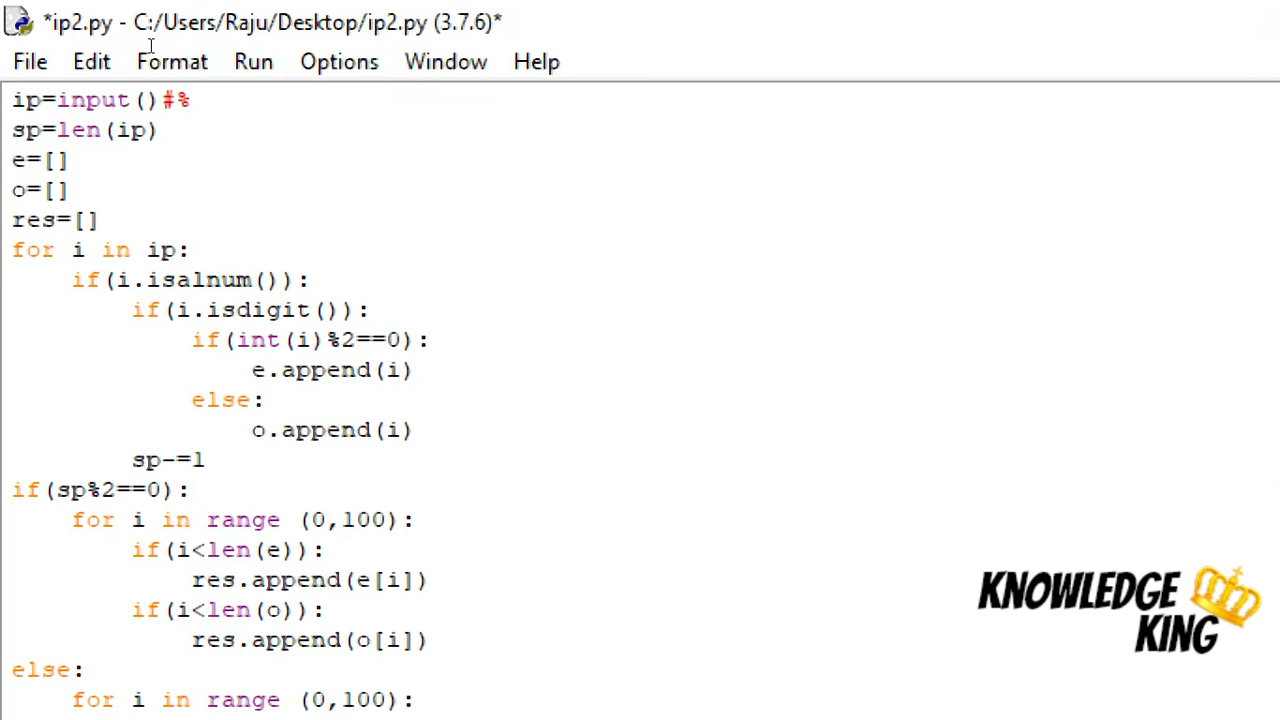 *ip2.py - C:/Users/Raju/Desktop/ip2.py (3.7.6)*
File Edit Format Run Options Window Help
ip=input()#%
sp=len(ip)
e=[]
o=[]
res=[]
for i in ip:
    if(i.isalnum()):
        if(i.isdigit()):
            if(int(i)%2==0):
                e.append(i)
            else:
                o.append(i)
        sp-=1
if(sp%2==0):
    for i in range (0,100):
        if(i<len(e)):
            res.append(e[i])
        if(i<len(o)):
            res.append(o[i])
else:
    for i in range (0,100):
KNOWLEDGE
KING